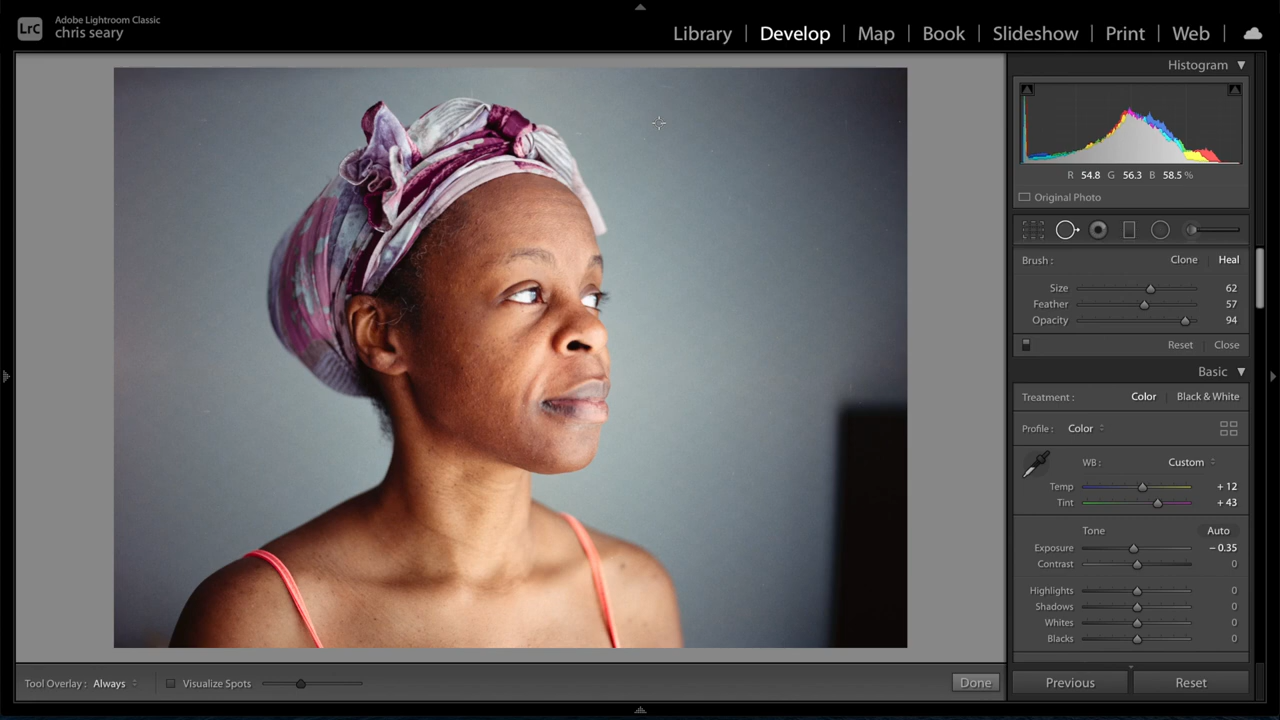 LrC
Adobe Lightroom Classic
chris seary
Library | Develop | Map | Book | Slideshow | Print | Web
Histogram
R 54.8 G 56.3 B 58.5 %
Original Photo
Brush : Clone Heal
Size 62
Feather 57
Opacity 94
Reset Close
Basic
Treatment : Color Black & White
Profile : Color
WB : Custom
Temp + 12
Tint + 43
Tone Auto
Exposure – 0.35
Contrast 0
Highlights 0
Shadows 0
Whites 0
Blacks 0
Tool Overlay : Always Visualize Spots Done
Previous Reset